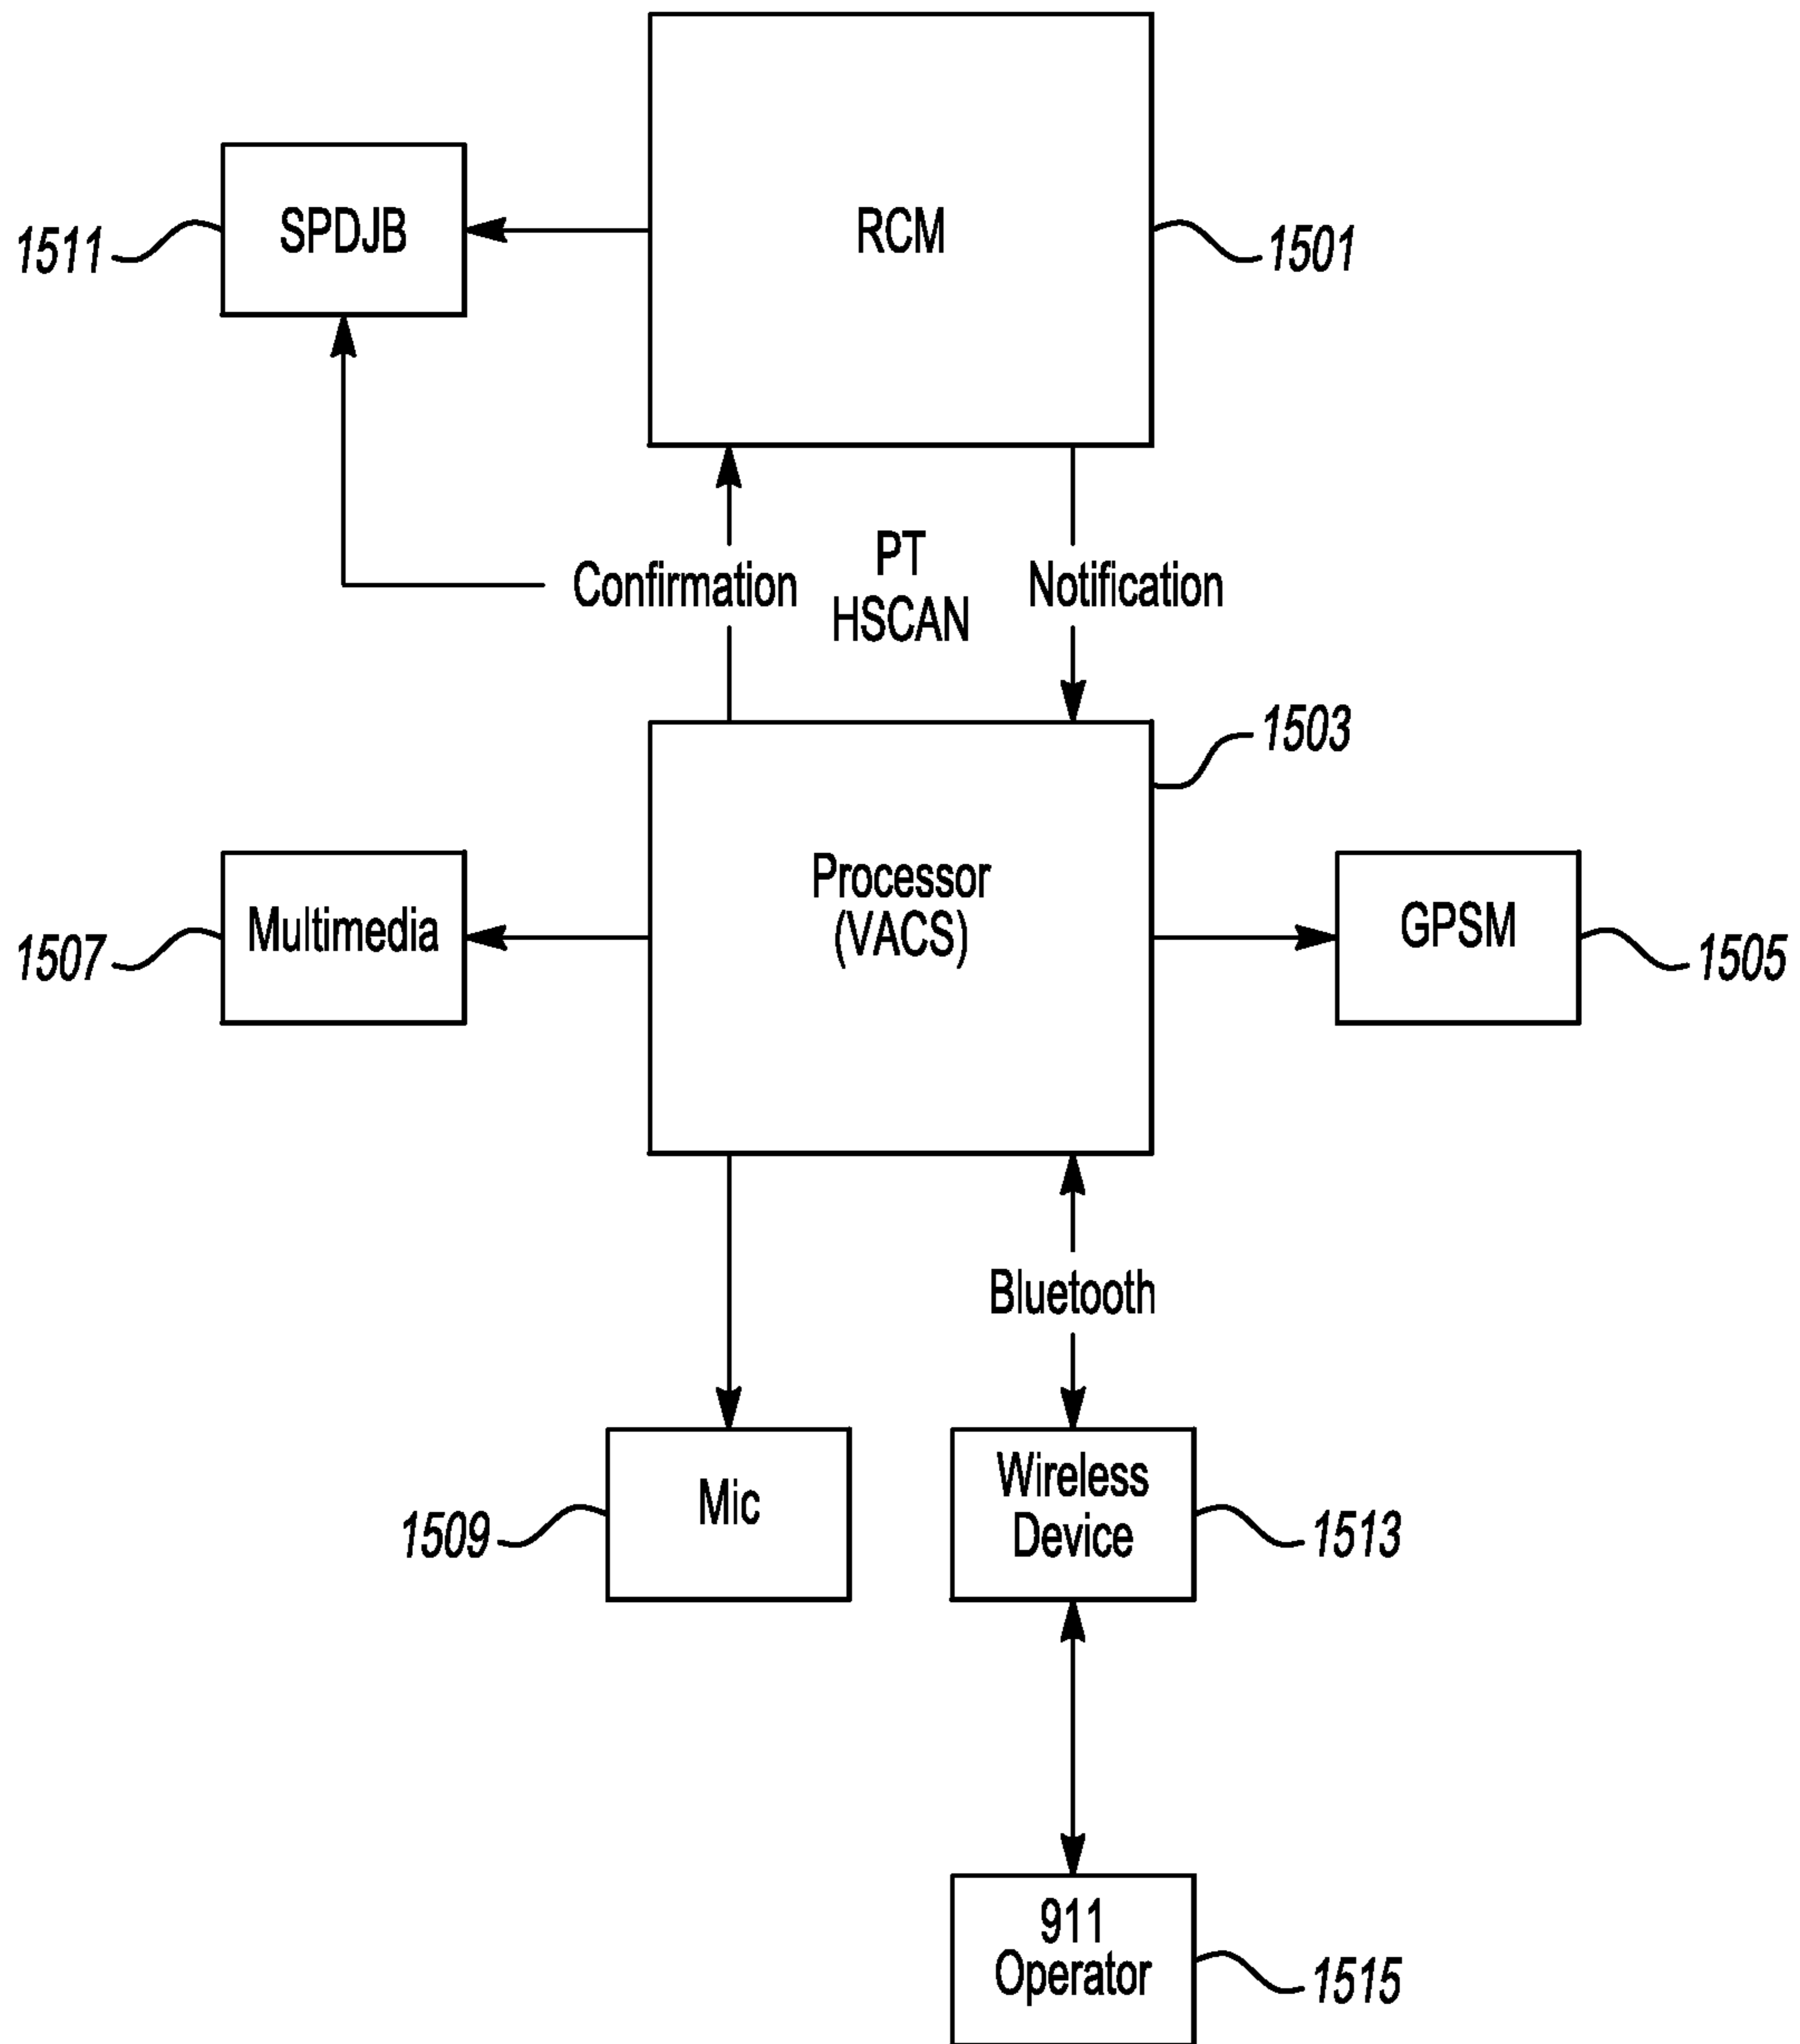 RCM
SPDJB
1511
1501
Confirmation
PT
HSCAN
Notification
1503
Processor
(VACS)
Multimedia
GPSM
1507
1505
Bluetooth
Mic
Wireless
Device
1509
1513
911
Operator
1515